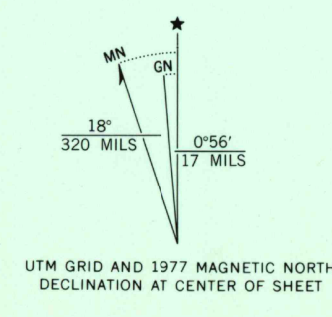 MN
GN
18°
320 MILS
0°56′
17 MILS
UTM GRID AND 1977 MAGNETIC NORTH
DECLINATION AT CENTER OF SHEET